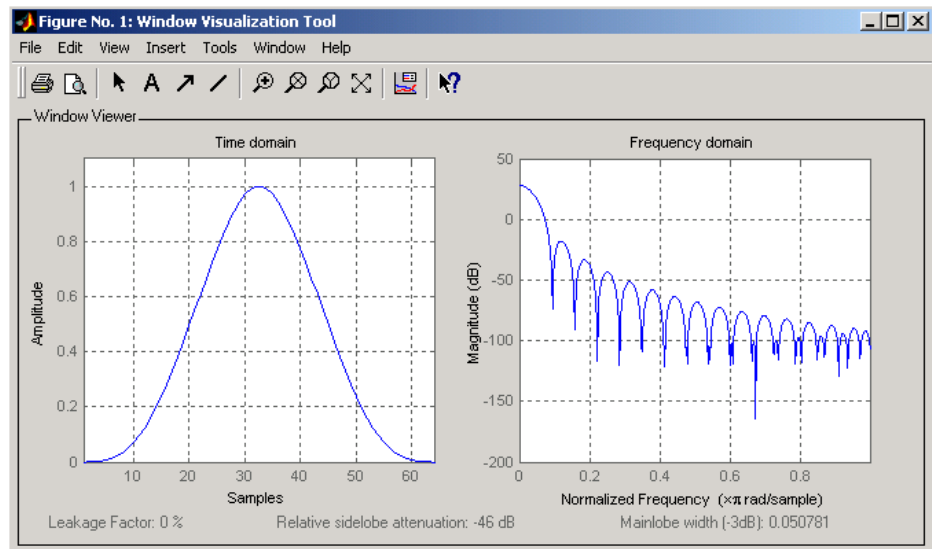 Figure No. 1: Window Visualization Tool
File Edit View Insert Tools Window Help
A
?
Window Viewer
Time domain
1
0.8
0.6
0.4
0.2
0
Amplitude
10 20 30 40 50 60
Samples
Frequency domain
50
0
-50
-100
-150
-200
Magnitude (dB)
0 0.2 0.4 0.6 0.8
Normalized Frequency (×π rad/sample)
Leakage Factor: 0 % Relative sidelobe attenuation: -46 dB Mainlobe width (-3dB): 0.050781